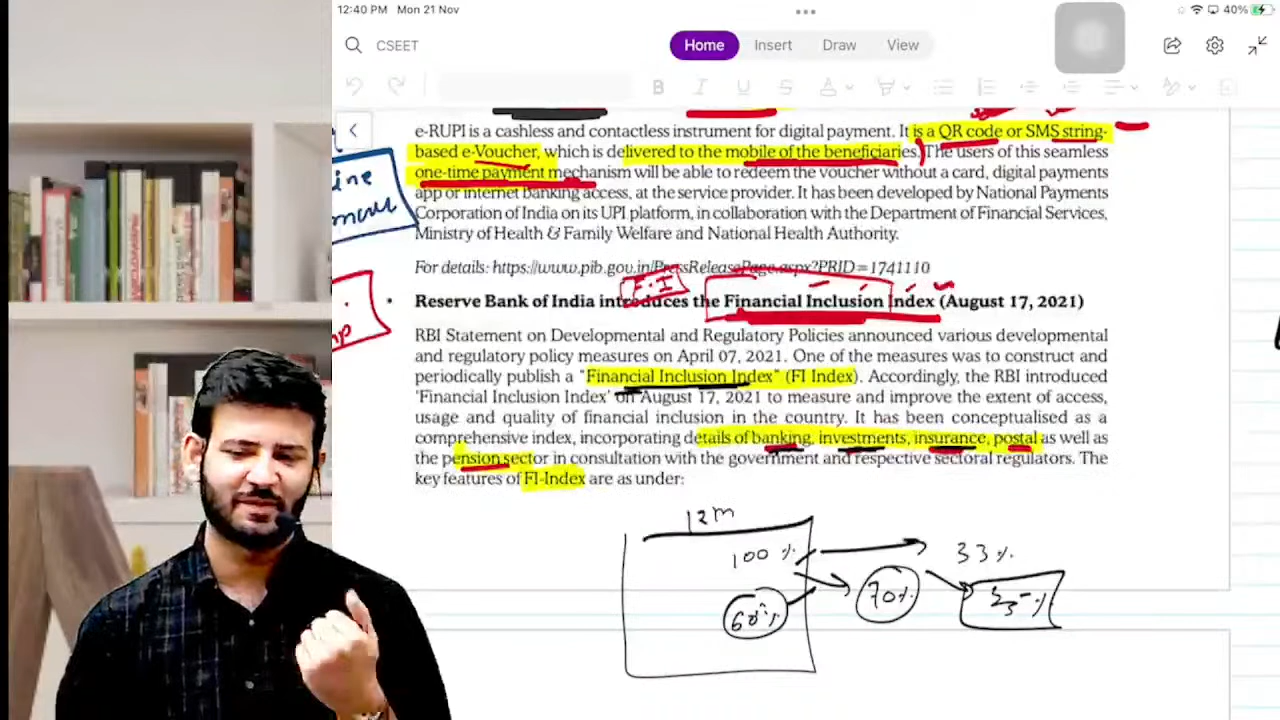 12:40 PM Mon 21 Nov
40%
CSEET
Home Insert Draw View
B I U S A
e-RUPI is a cashless and contactless instrument for digital payment. It is a QR code or SMS string-
based e-Voucher, which is delivered to the mobile of the beneficiaries. The users of this seamless
one-time payment mechanism will be able to redeem the voucher without a card, digital payments
app or internet banking access, at the service provider. It has been developed by National Payments
Corporation of India on its UPI platform, in collaboration with the Department of Financial Services,
Ministry of Health & Family Welfare and National Health Authority.
For details: https://www.pib.gov.in/PressReleasePage.aspx?PRID=1741110
F.I
• Reserve Bank of India introduces the Financial Inclusion Index (August 17, 2021)
RBI Statement on Developmental and Regulatory Policies announced various developmental
and regulatory policy measures on April 07, 2021. One of the measures was to construct and
periodically publish a "Financial Inclusion Index" (FI Index). Accordingly, the RBI introduced
'Financial Inclusion Index' on August 17, 2021 to measure and improve the extent of access,
usage and quality of financial inclusion in the country. It has been conceptualised as a
comprehensive index, incorporating details of banking, investments, insurance, postal as well as
the pension sector in consultation with the government and respective sectoral regulators. The
key features of FI-Index are as under:
12m
100% 33%
60% 70%